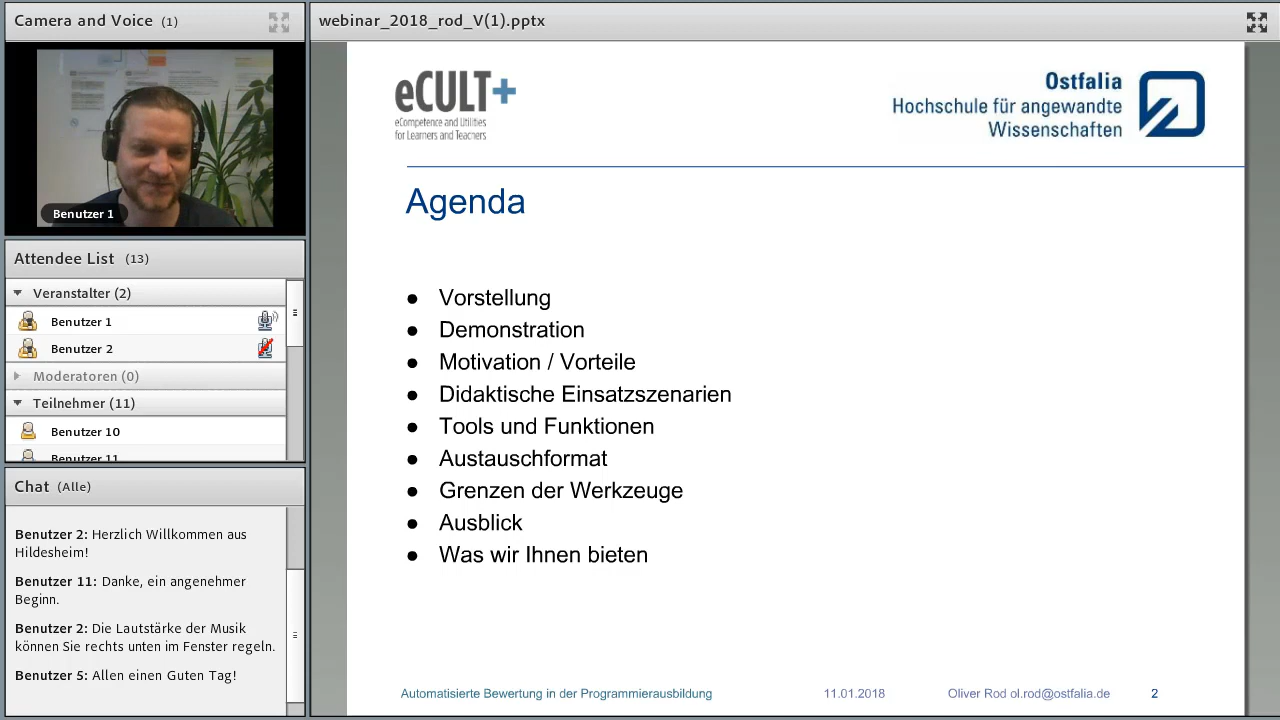 Camera and Voice (1)
Benutzer 1
Attendee List (13)
Veranstalter (2)
Benutzer 1
Benutzer 2
Moderatoren (0)
Teilnehmer (11)
Benutzer 10
Benutzer 11
Chat (Alle)
Benutzer 2: Herzlich Willkommen aus
Hildesheim!
Benutzer 11: Danke, ein angenehmer
Beginn.
Benutzer 2: Die Lautstärke der Musik
können Sie rechts unten im Fenster regeln.
Benutzer 5: Allen einen Guten Tag!
webinar_2018_rod_V(1).pptx
eCULT+
eCompetence and Utilities
for Learners and Teachers
Ostfalia
Hochschule für angewandte
Wissenschaften
Agenda
● Vorstellung
● Demonstration
● Motivation / Vorteile
● Didaktische Einsatzszenarien
● Tools und Funktionen
● Austauschformat
● Grenzen der Werkzeuge
● Ausblick
● Was wir Ihnen bieten
Automatisierte Bewertung in der Programmierausbildung 11.01.2018 Oliver Rod ol.rod@ostfalia.de 2